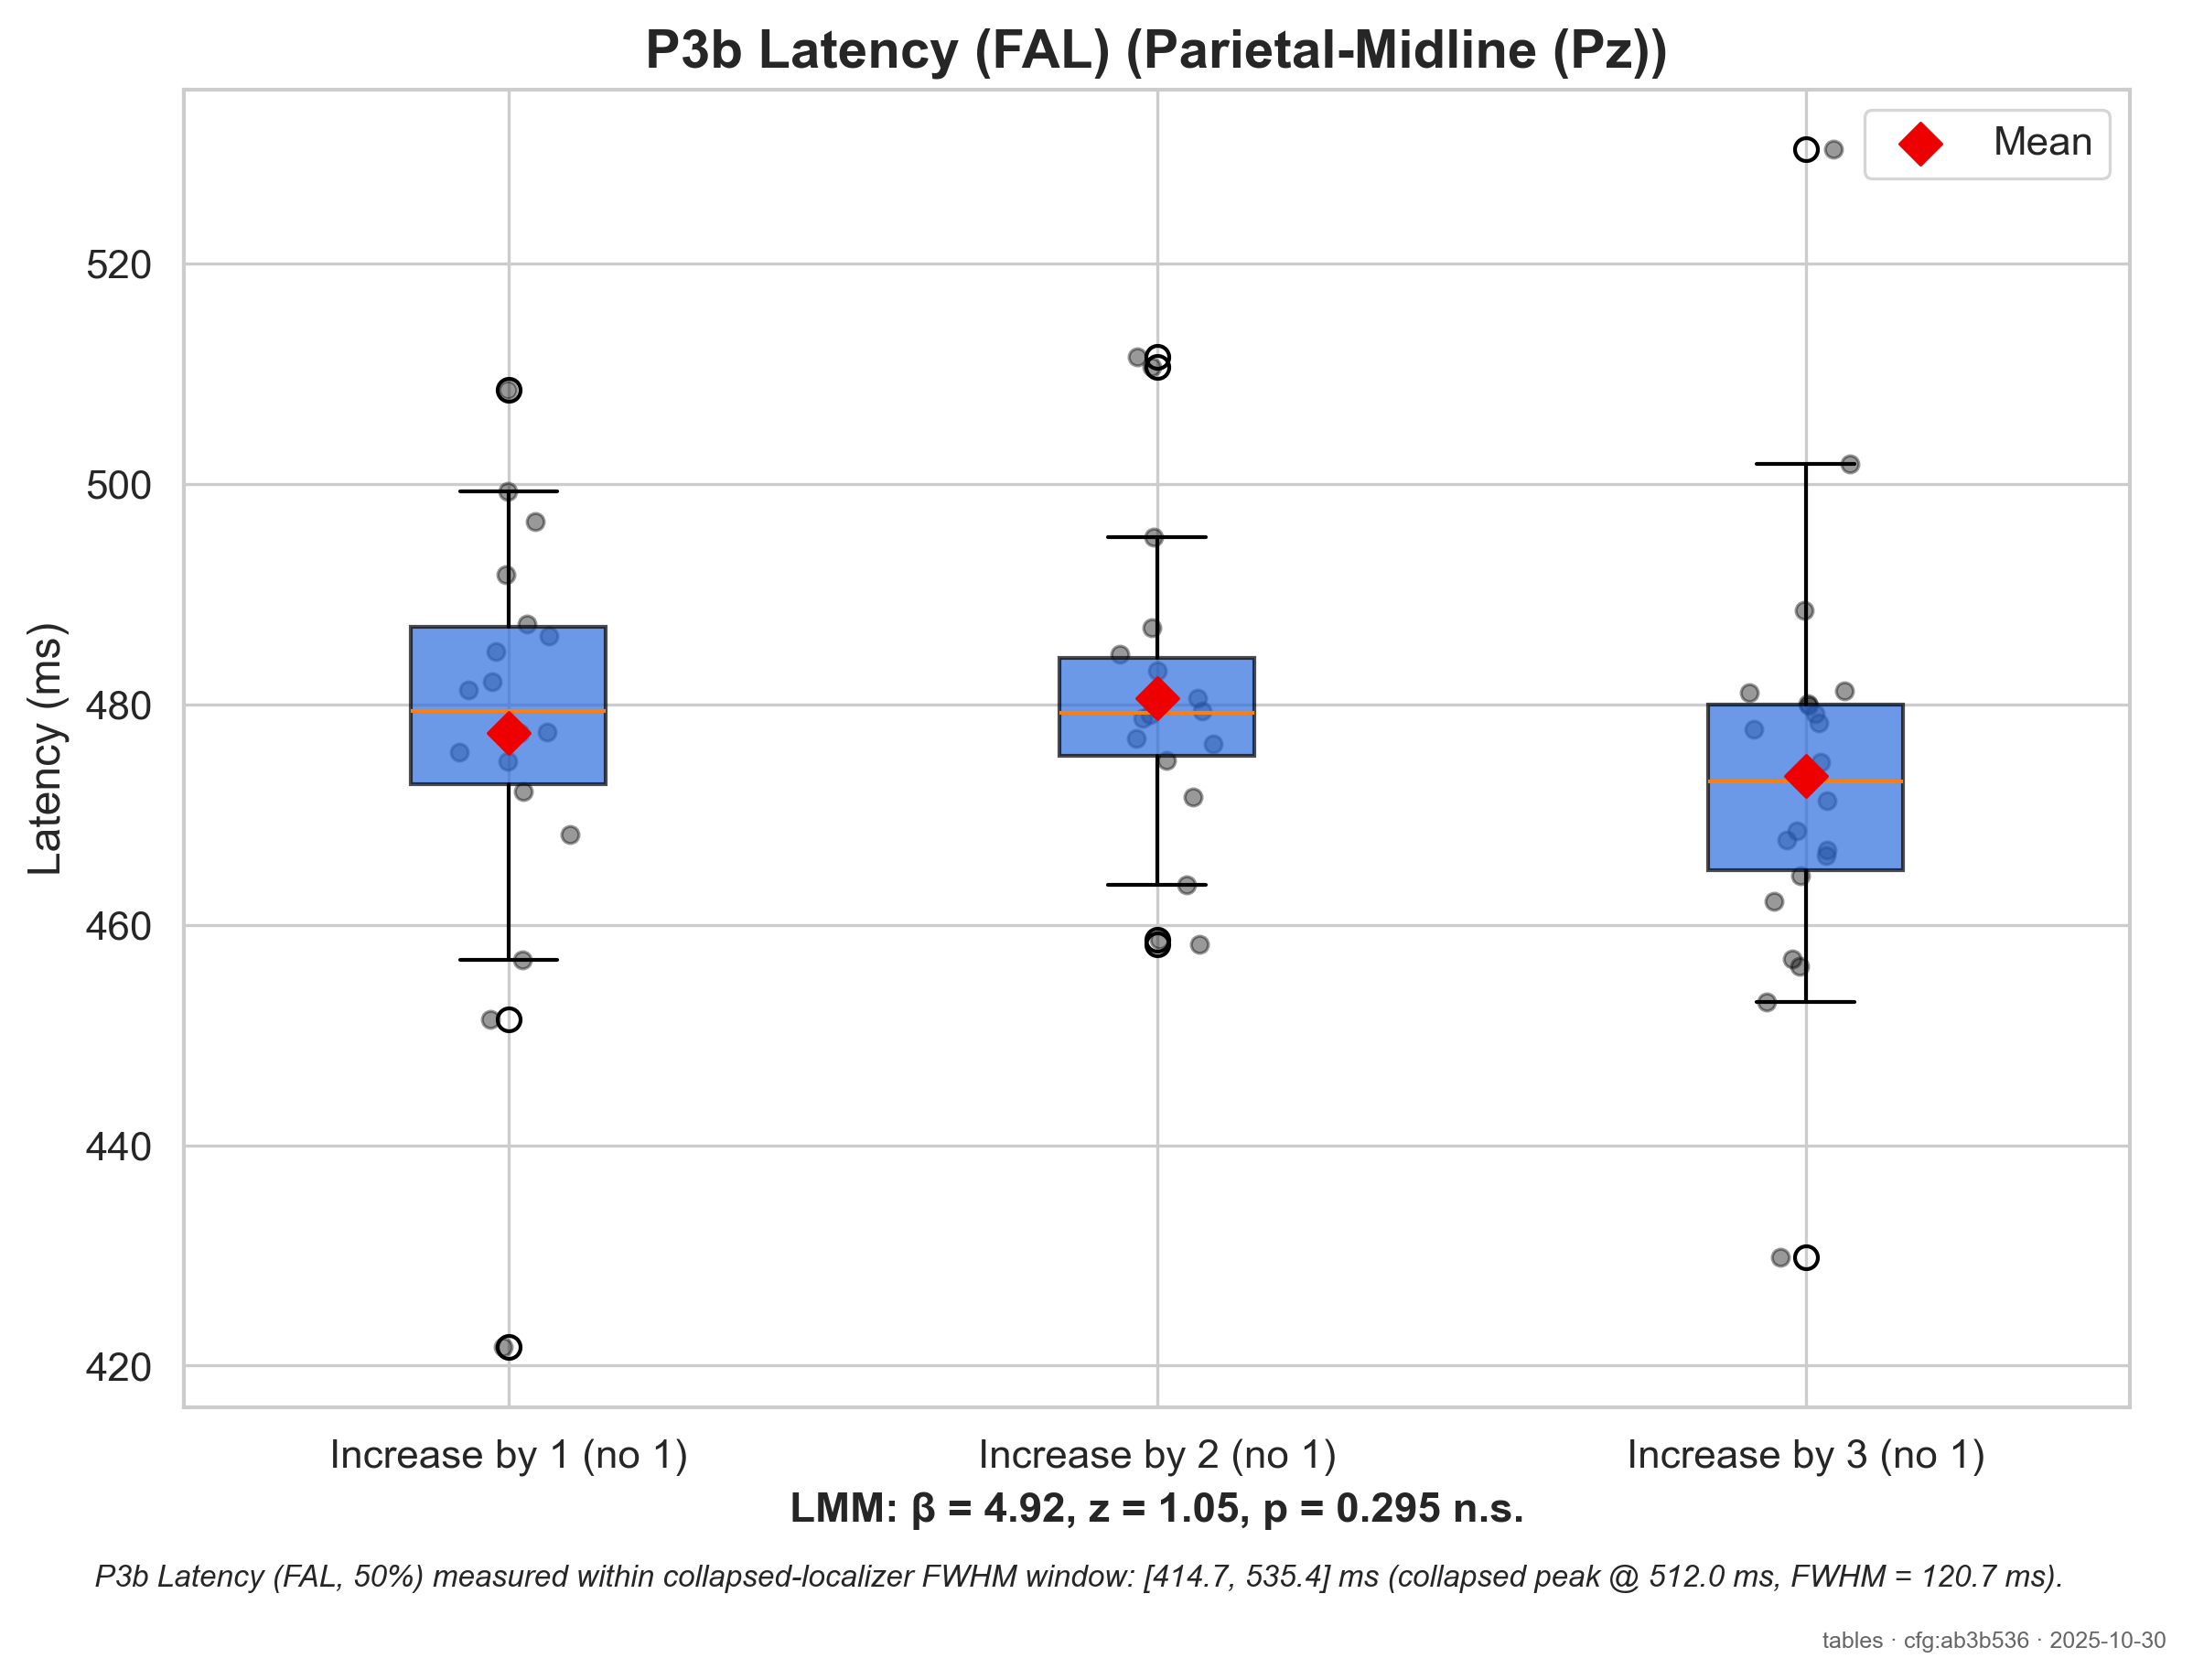 P3b Latency (FAL) (Parietal-Midline (Pz))
Mean
Latency (ms)
520
500
480
460
440
420
Increase by 1 (no 1)
Increase by 2 (no 1)
Increase by 3 (no 1)
LMM: β = 4.92, z = 1.05, p = 0.295 n.s.
P3b Latency (FAL, 50%) measured within collapsed-localizer FWHM window: [414.7, 535.4] ms (collapsed peak @ 512.0 ms, FWHM = 120.7 ms).
tables · cfg:ab3b536 · 2025-10-30